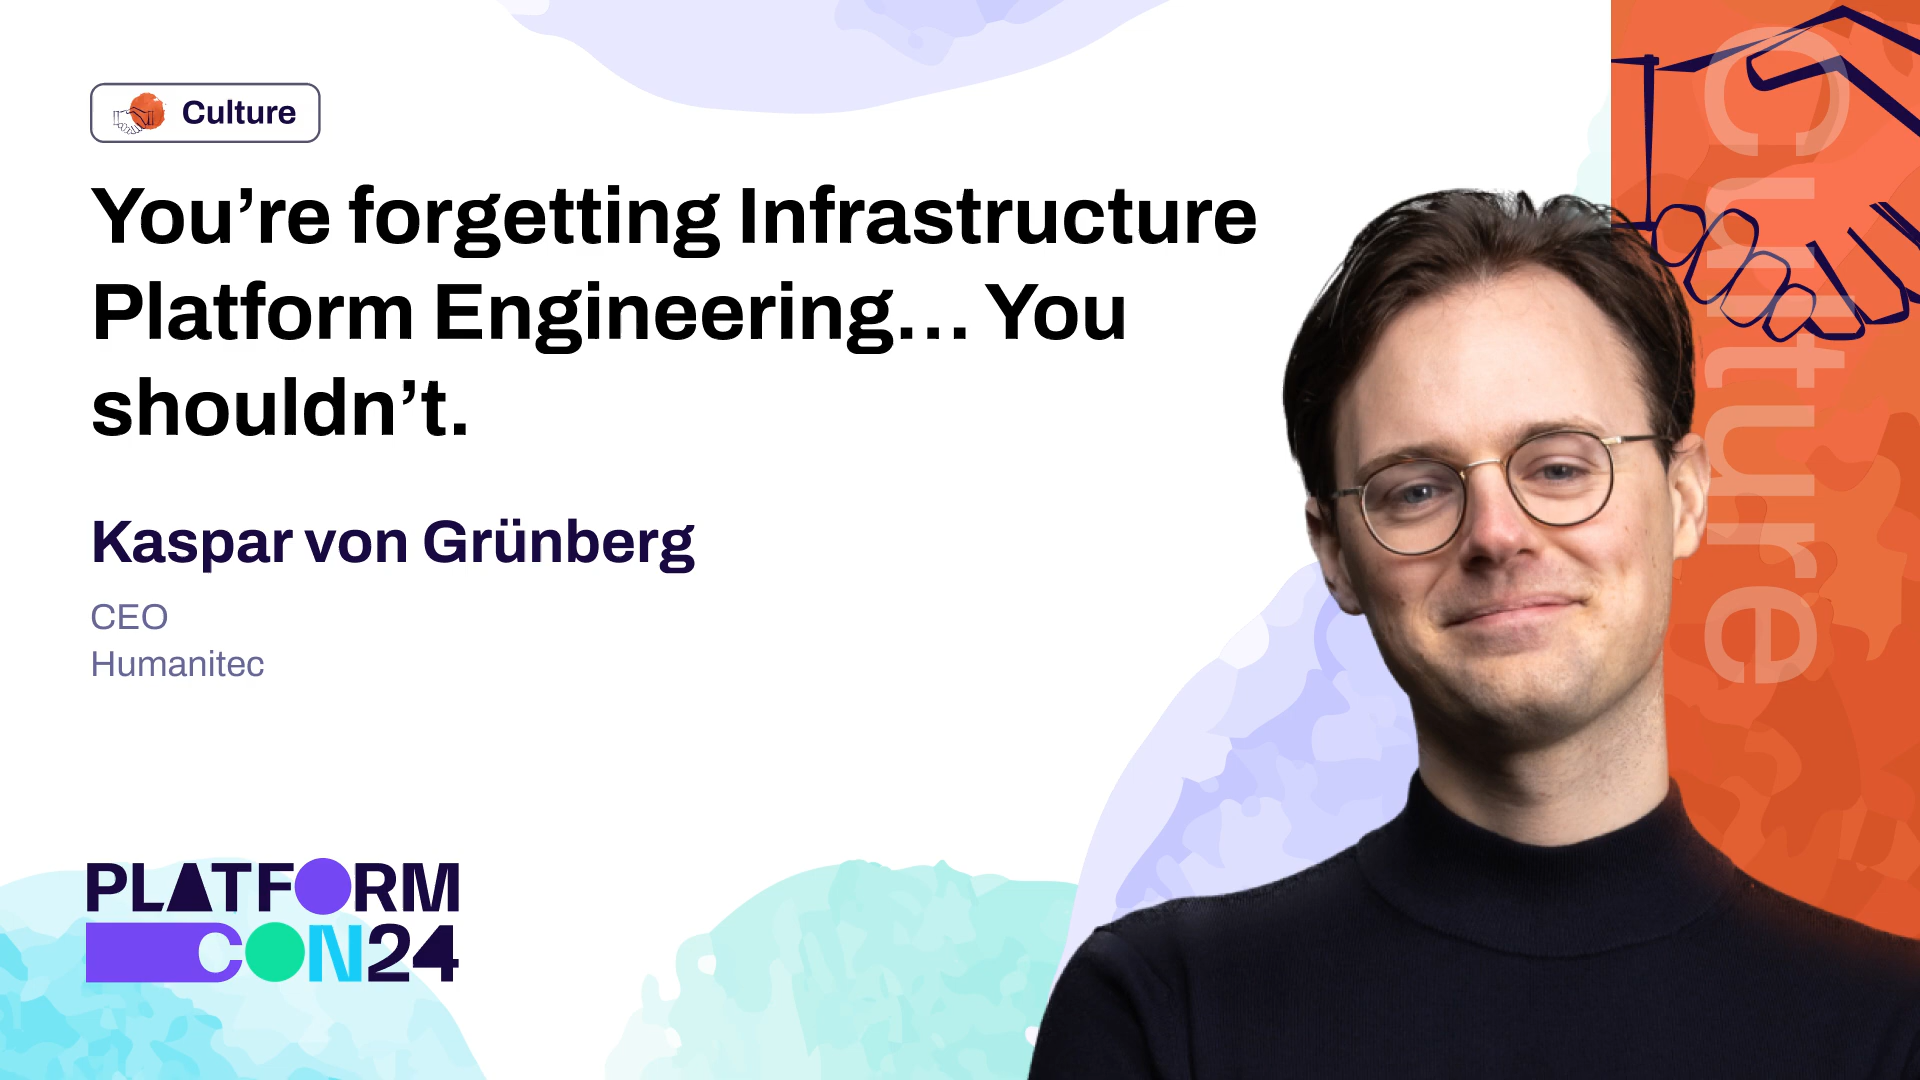 Culture
You’re forgetting Infrastructure
Platform Engineering… You
shouldn’t.
Kaspar von Grünberg
CEO
Humanitec
PLATFORM
CON24
Culture